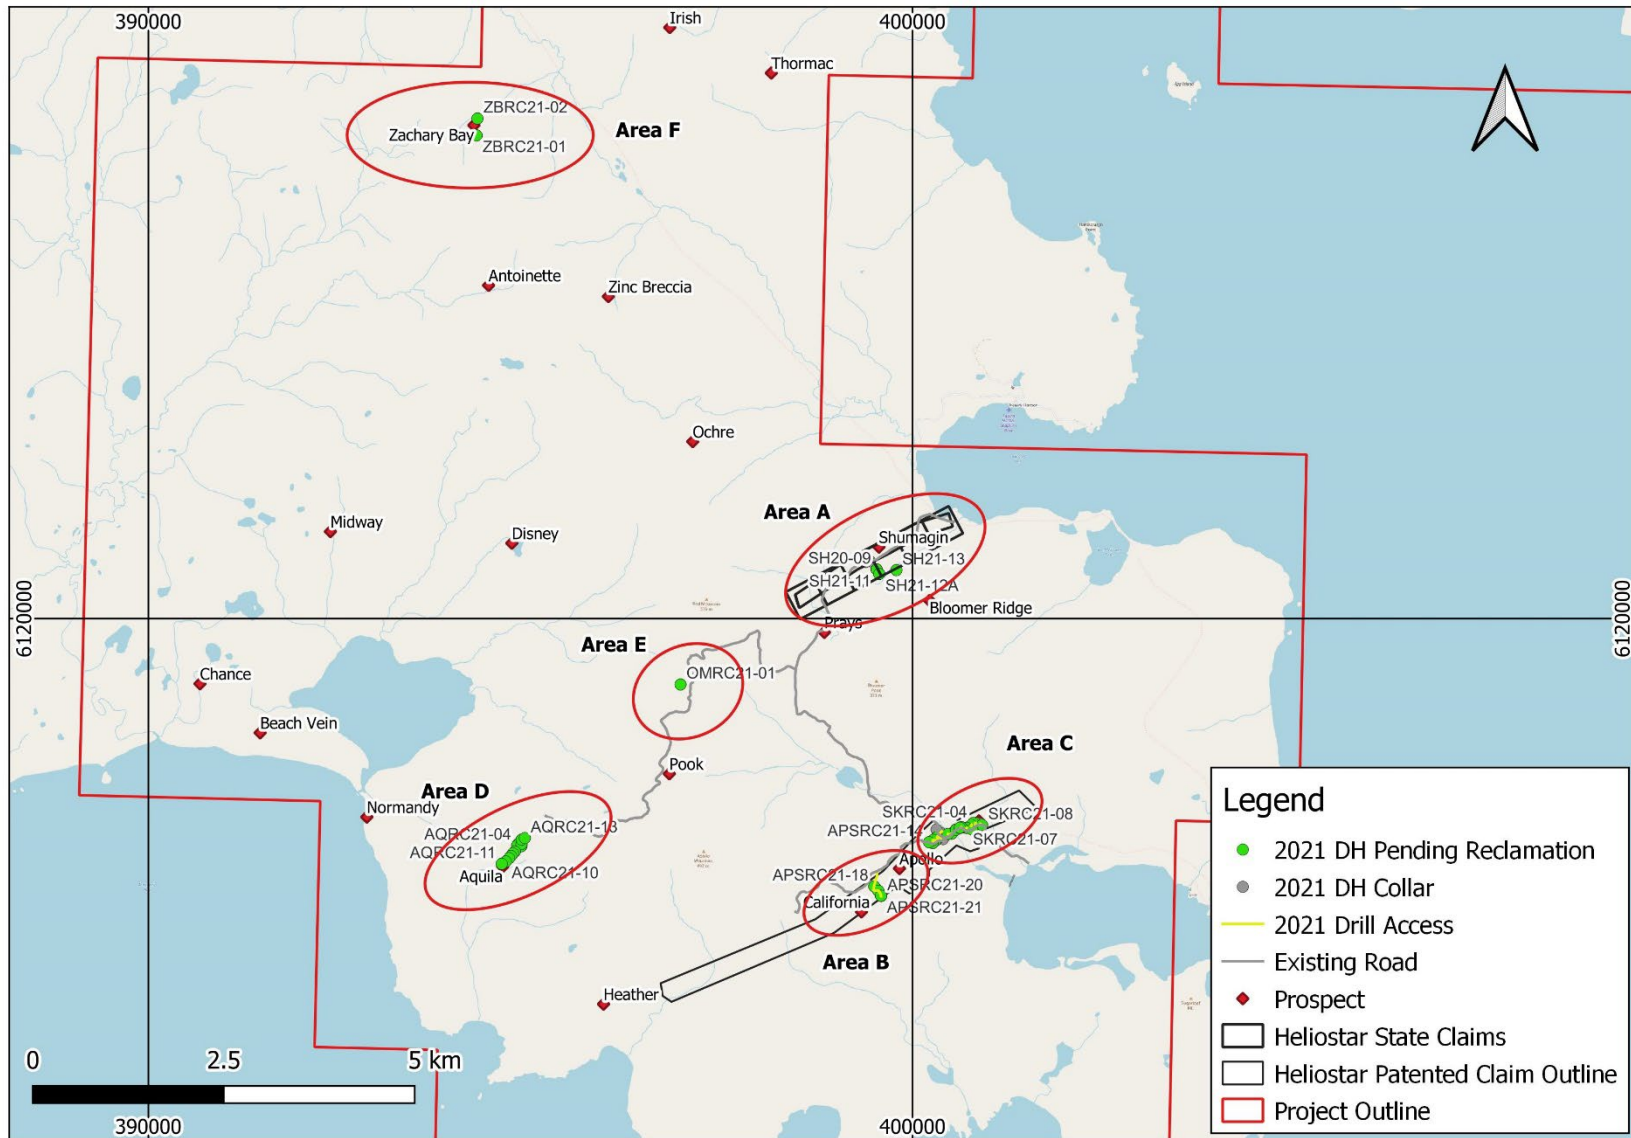 390000
400000
Irish
Thormac
ZBRC21-02
Zachary Bay
ZBRC21-01
Area F
Antoinette
Zinc Breccia
Ochre
Area A
Midway
Disney
Shumagin
SH20-09
SH21-13
SH21-11
SH21-12A
Bloomer Ridge
6120000
6120000
Prays
Area E
OMRC21-01
Chance
Beach Vein
Area C
Pook
Area D
Normandy
AQRC21-04
AQRC21-13
AQRC21-11
Aquila
AQRC21-10
SKRC21-04
SKRC21-08
APSRC21-14
SKRC21-07
Apollo
APSRC21-18
APSRC21-20
California
APSRC21-21
Area B
Heather
0
2.5
5 km
390000
400000
Legend
2021 DH Pending Reclamation
2021 DH Collar
2021 Drill Access
Existing Road
Prospect
Heliostar State Claims
Heliostar Patented Claim Outline
Project Outline